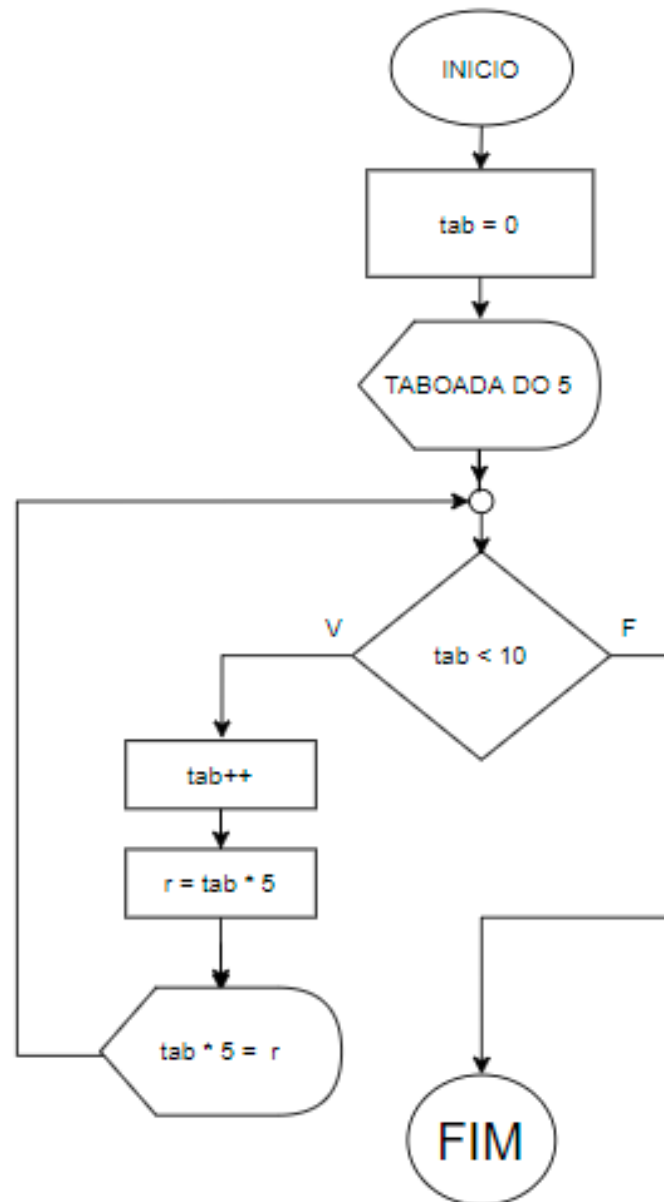 INICIO
tab = 0
TABOADA DO 5
V
F
tab < 10
tab++
r = tab * 5
tab * 5 = r
FIM